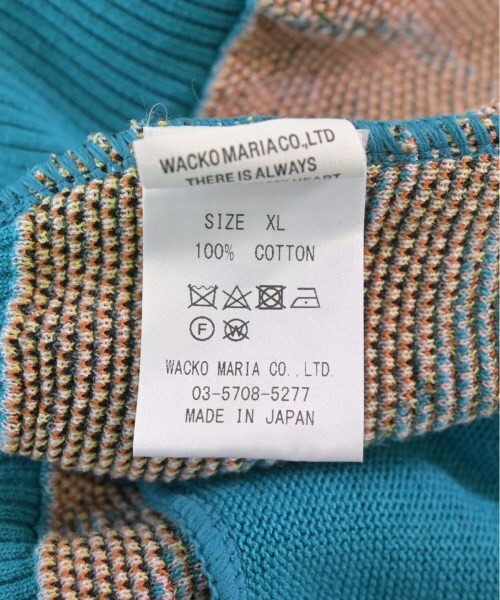 WACKO MARIA CO., LTD
THERE IS ALWAYS
HEART
SIZE XL
100% COTTON
F W
WACKO MARIA CO.,LTD.
03-5708-5277
MADE IN JAPAN